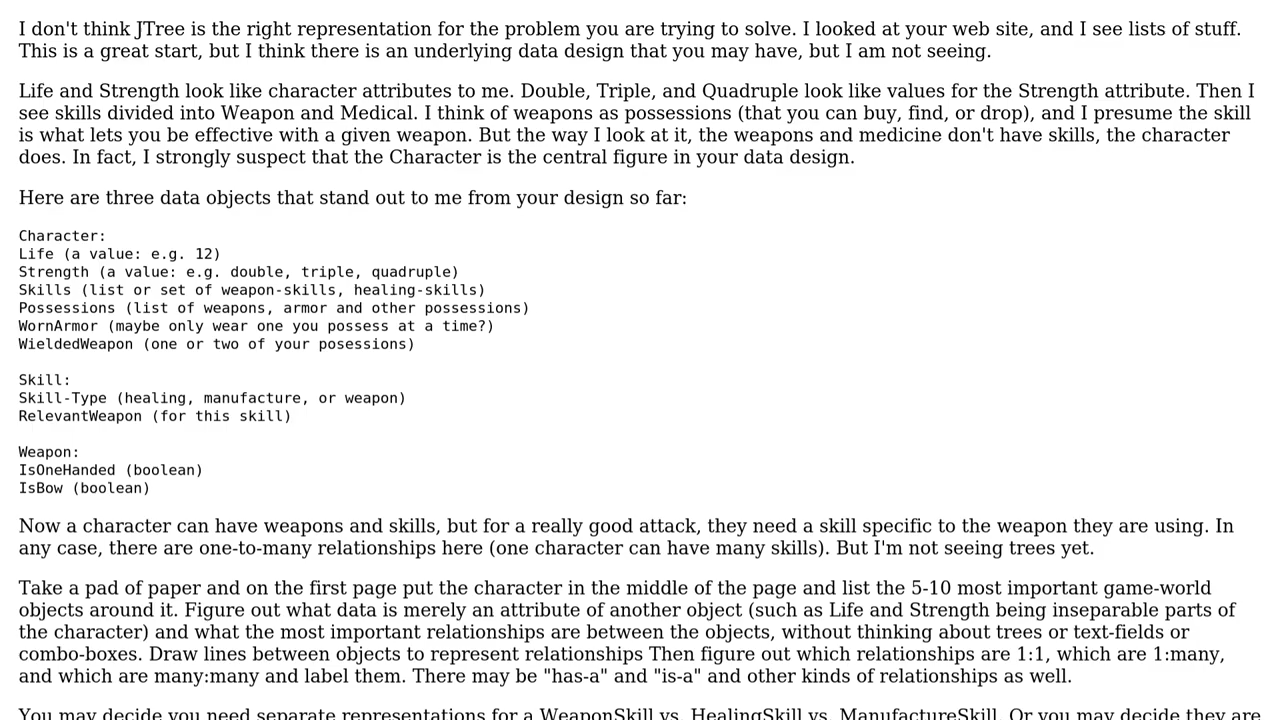 I don't think JTree is the right representation for the problem you are trying to solve. I looked at your web site, and I see lists of stuff.
This is a great start, but I think there is an underlying data design that you may have, but I am not seeing.
Life and Strength look like character attributes to me. Double, Triple, and Quadruple look like values for the Strength attribute. Then I
see skills divided into Weapon and Medical. I think of weapons as possessions (that you can buy, find, or drop), and I presume the skill
is what lets you be effective with a given weapon. But the way I look at it, the weapons and medicine don't have skills, the character
does. In fact, I strongly suspect that the Character is the central figure in your data design.
Here are three data objects that stand out to me from your design so far:
Character:
Life (a value: e.g. 12)
Strength (a value: e.g. double, triple, quadruple)
Skills (list or set of weapon-skills, healing-skills)
Possessions (list of weapons, armor and other possessions)
WornArmor (maybe only wear one you possess at a time?)
WieldedWeapon (one or two of your posessions)
Skill:
Skill-Type (healing, manufacture, or weapon)
RelevantWeapon (for this skill)
Weapon:
IsOneHanded (boolean)
IsBow (boolean)
Now a character can have weapons and skills, but for a really good attack, they need a skill specific to the weapon they are using. In
any case, there are one-to-many relationships here (one character can have many skills). But I'm not seeing trees yet.
Take a pad of paper and on the first page put the character in the middle of the page and list the 5-10 most important game-world
objects around it. Figure out what data is merely an attribute of another object (such as Life and Strength being inseparable parts of
the character) and what the most important relationships are between the objects, without thinking about trees or text-fields or
combo-boxes. Draw lines between objects to represent relationships Then figure out which relationships are 1:1, which are 1:many,
and which are many:many and label them. There may be "has-a" and "is-a" and other kinds of relationships as well.
You may decide you need separate representations for a WeaponSkill vs. HealingSkill vs. ManufactureSkill. Or you may decide they are